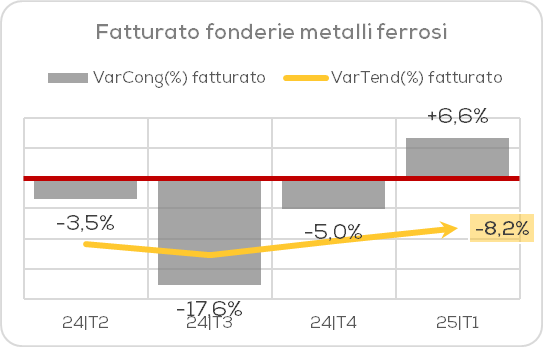 Fatturato fonderie metalli ferrosi
VarCong(%) fatturato VarTend(%) fatturato
+6,6%
-3,5%
-5,0%
-8,2%
-17,6%
24|T2 24|T3 24|T4 25|T1